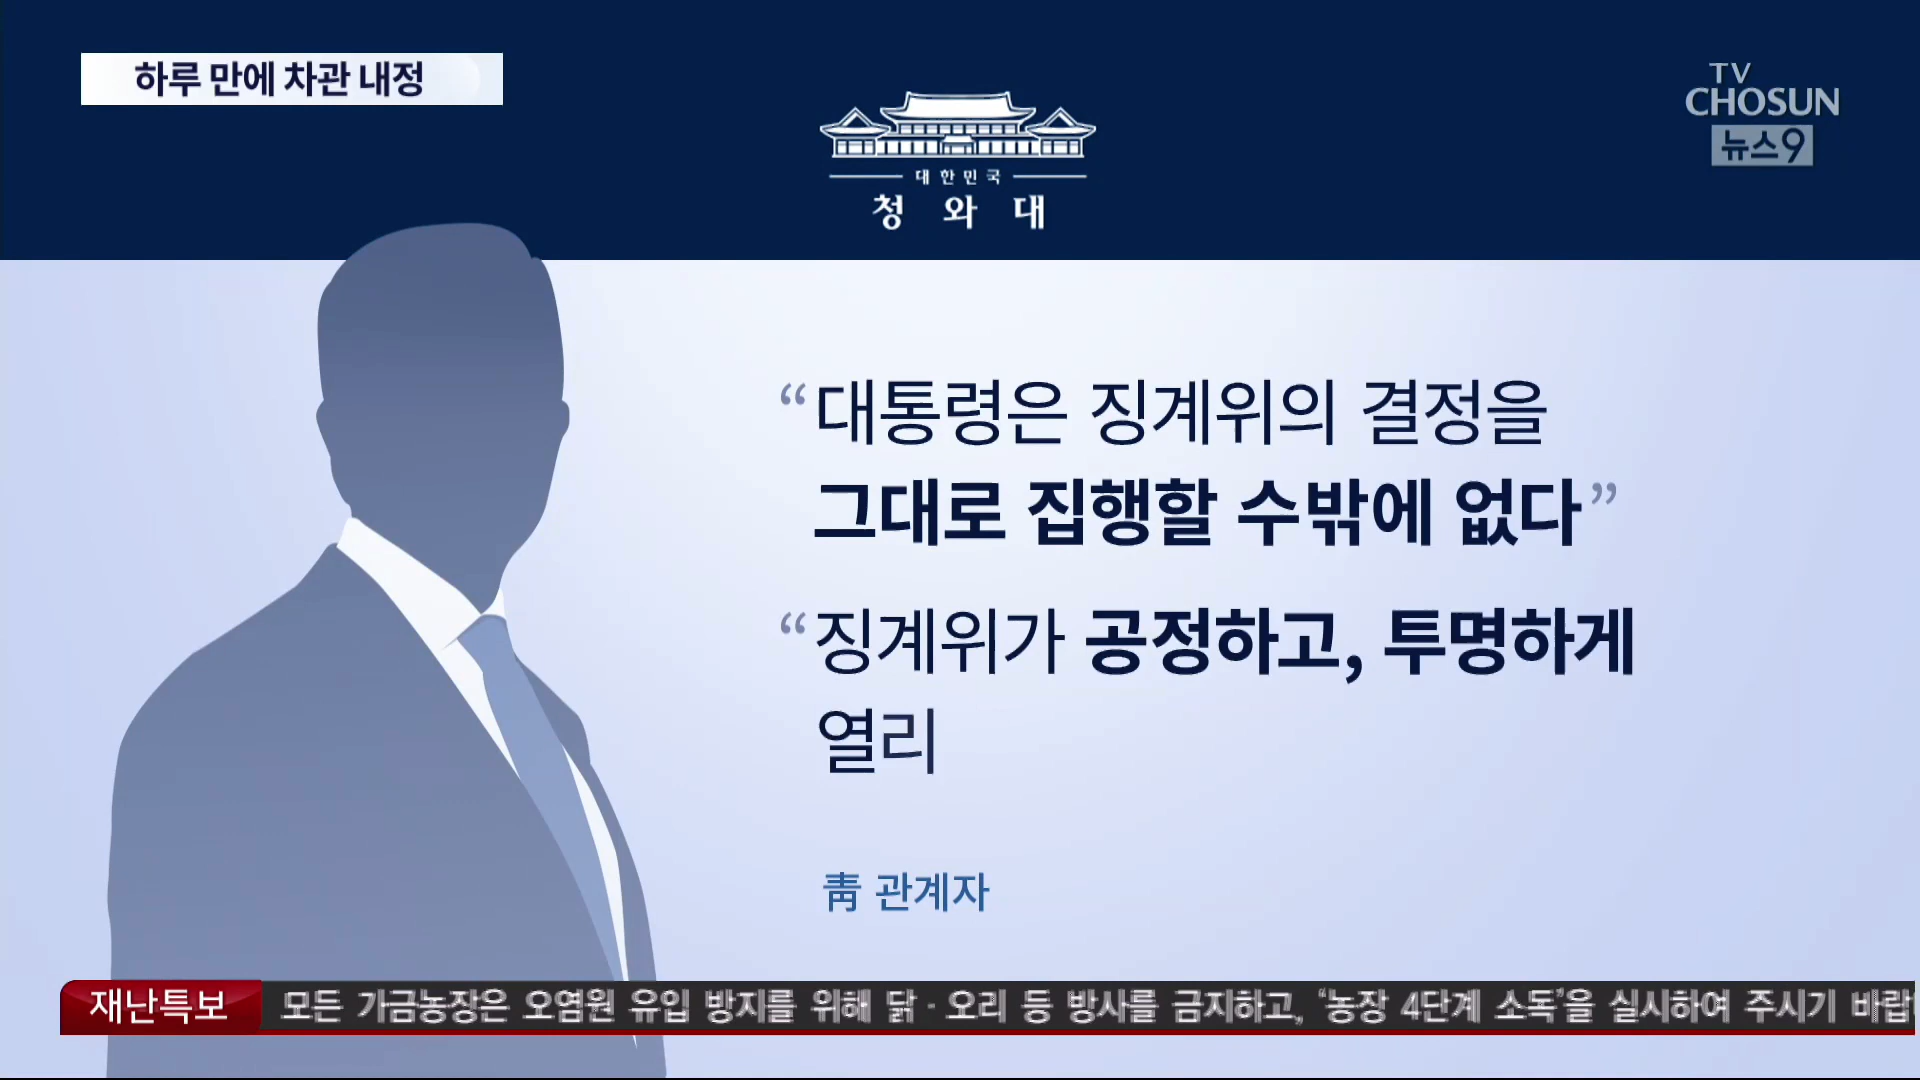 하루 만에 차관 내정
TV
CHOSUN
뉴스9
대한민국
청와대
“대통령은 징계위의 결정을
그대로 집행할 수밖에 없다”
“징계위가 공정하고, 투명하게
열리
靑 관계자
재난특보
모든 가금농장은 오염원 유입 방지를 위해 닭·오리 등 방사를 금지하고, ‘농장 4단계 소독’을 실시하여 주시기